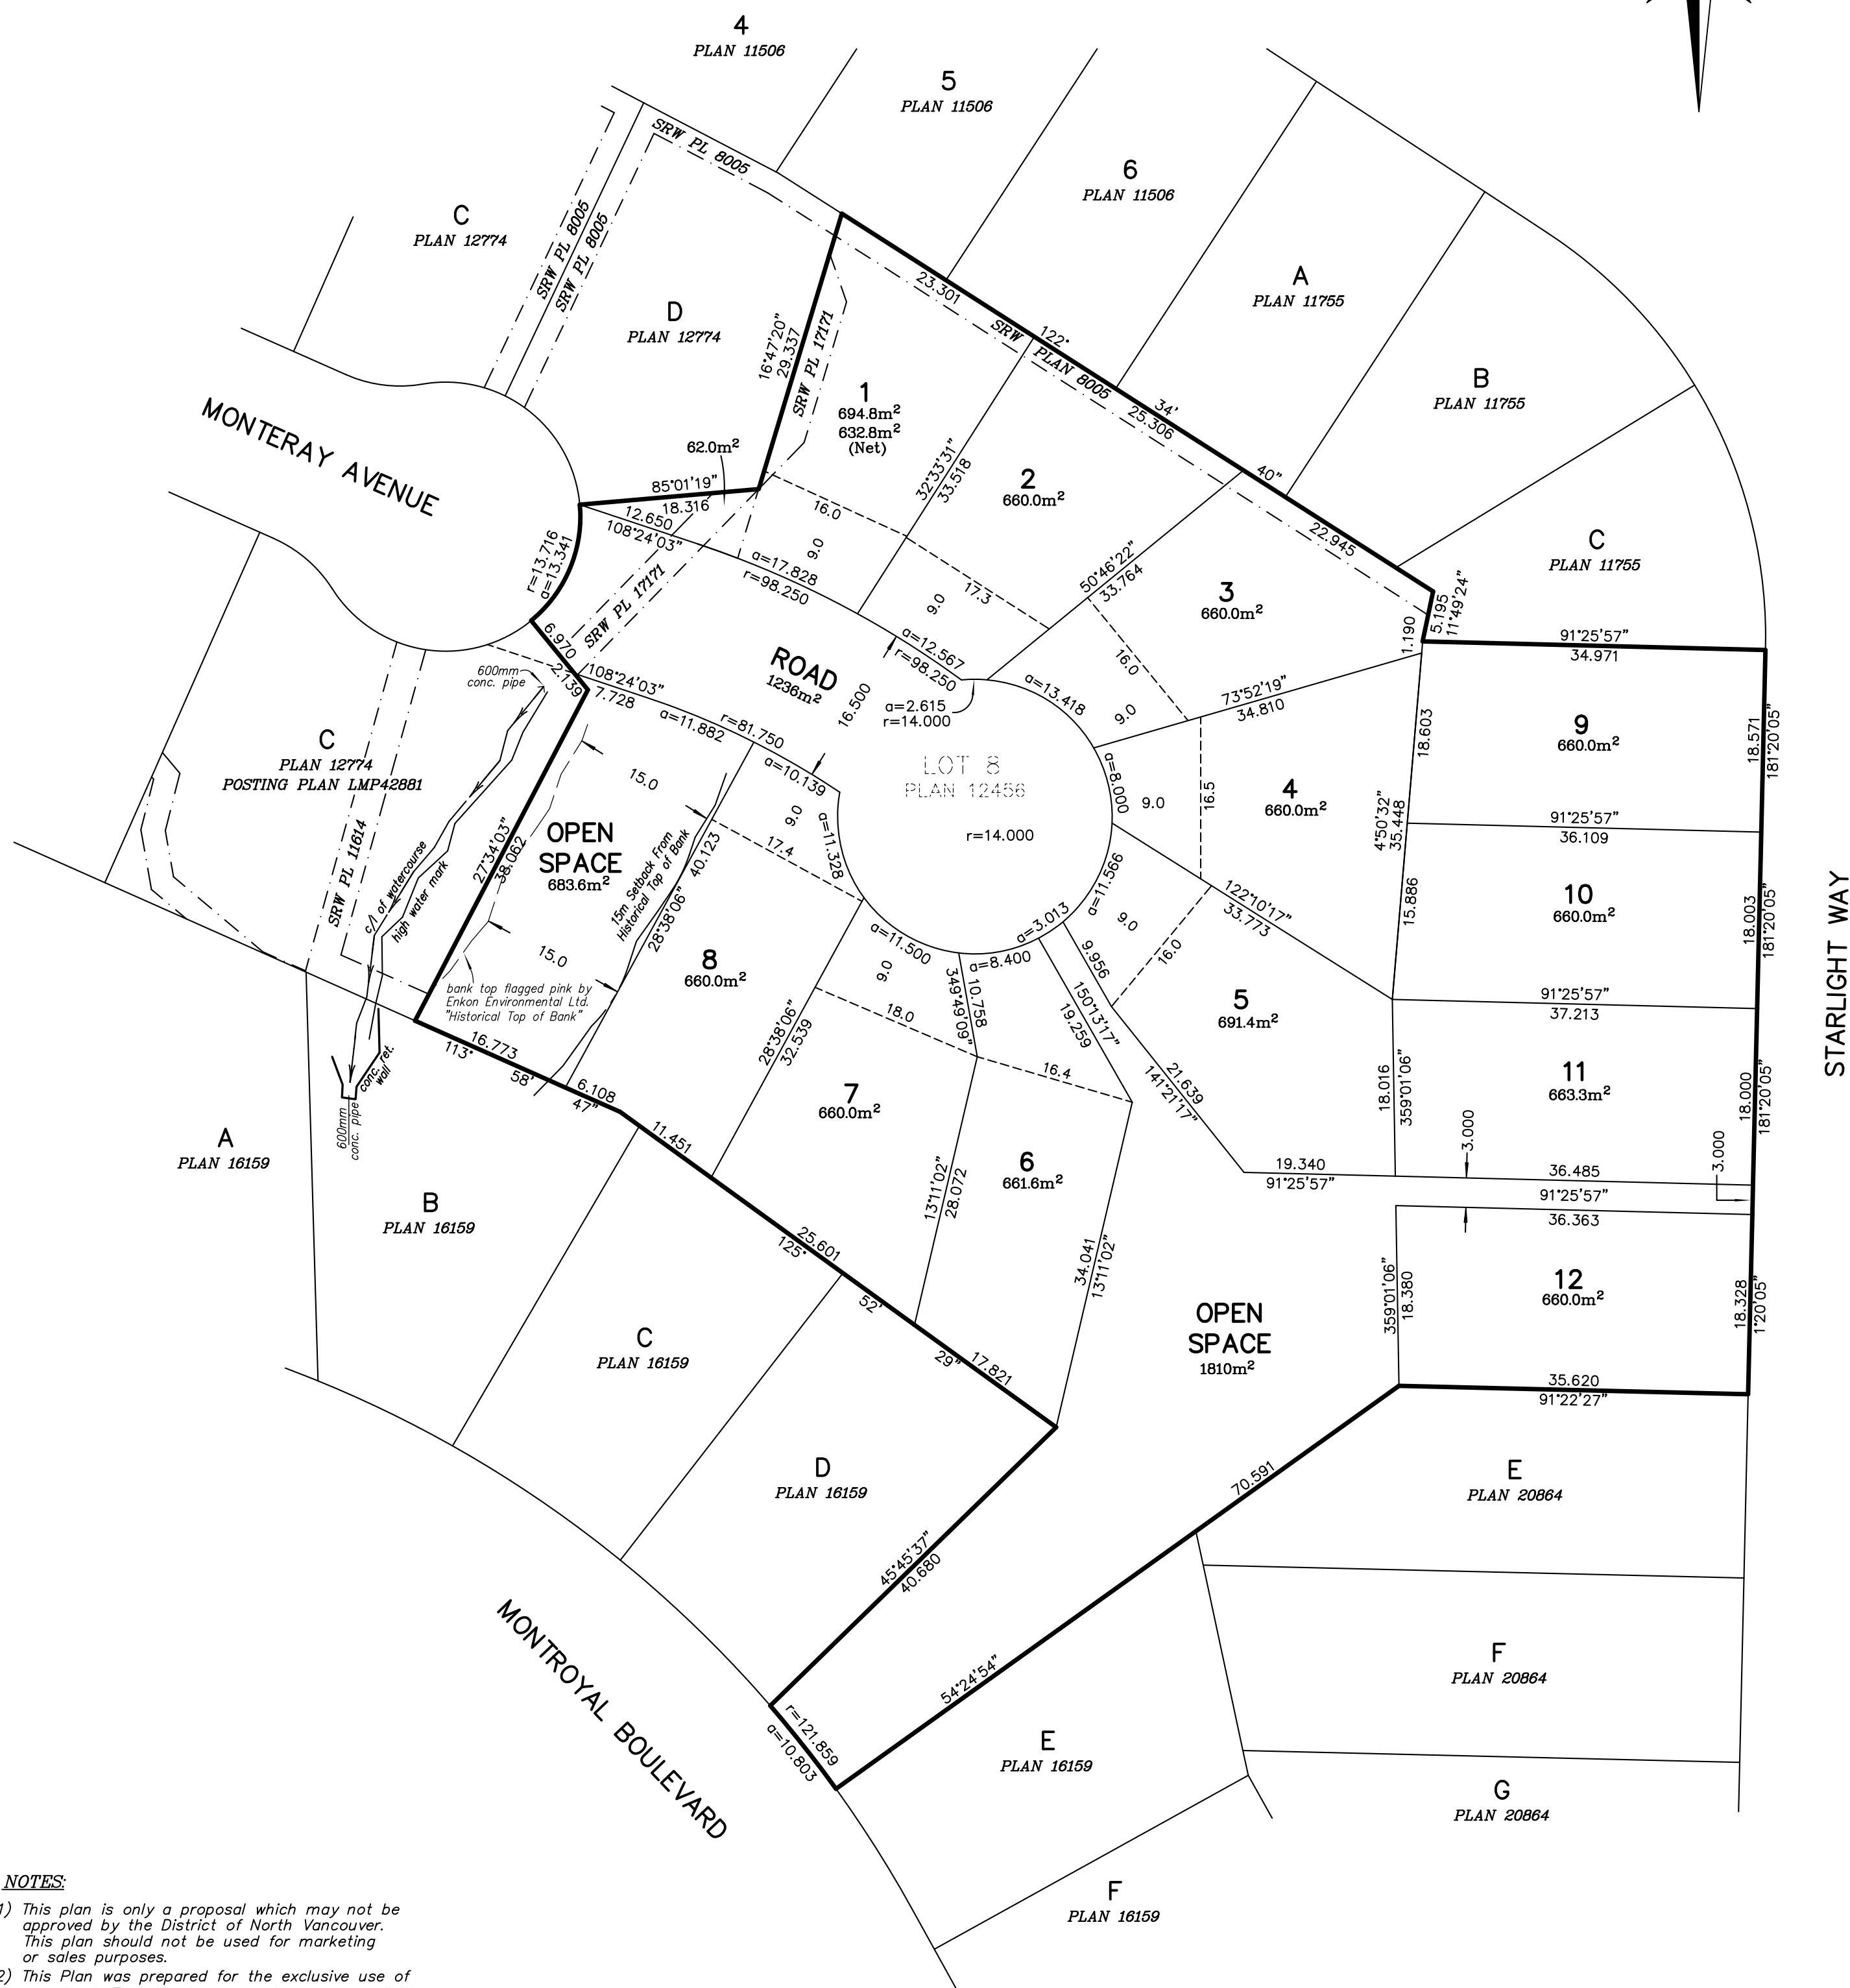 4
PLAN 11506
5
PLAN 11506
6
PLAN 11506
A
PLAN 11755
B
PLAN 11755
C
PLAN 11755
C
PLAN 12774
D
PLAN 12774
SRW PL 8005
SRW PL 8005
SRW PL 8005
MONTERAY AVENUE
16°47'20"
29.337
SRW PL 17171
1
694.8m²
632.8m²
(Net)
62.0m²
85°01'19"
18.316
12.650
108°24'03"
23.301
122°
SRW PLAN 8005
34'
25.306
40"
22.945
32°33'31"
33.518
2
660.0m²
16.0
9.0
a=17.828
r=98.250
17.3
9.0
a=12.567
r=98.250
50°46'22"
33.764
3
660.0m²
5.195
11°49'24"
1.190
91°25'57"
34.971
r=13.716
a=13.341
6.970
2.139
SRW PL 17171
600mm
conc. pipe
108°24'03"
7.728
a=11.882
r=81.750
a=10.139
ROAD
1236m²
16.500
a=2.615
r=14.000
a=13.418
16.0
9.0
73°52'19"
34.810
LOT 8
PLAN 12456
r=14.000
a=8.000
9.0
16.5
4
660.0m²
18.603
4°50'32"
35.448
15.886
9
660.0m²
18.571
181°20'05"
91°25'57"
36.109
10
660.0m²
18.003
181°20'05"
91°25'57"
37.213
11
663.3m²
18.000
181°20'05"
STARLIGHT WAY
C
PLAN 12774
POSTING PLAN LMP42881
SRW PL 11614
c/l of watercourse
high water mark
27°34'03"
38.062
OPEN
SPACE
683.6m²
15.0
15.0
15m Setback From
Historical Top of Bank
40.123
28°38'06"
bank top flagged pink by
Enkon Environmental Ltd.
"Historical Top of Bank"
8
660.0m²
17.4
9.0
a=11.328
a=11.500
9.0
a=8.400
a=3.013
a=11.566
9.0
16.0
122°10'17"
33.773
5
691.4m²
9.956
150°13'17"
19.259
349°49'09"
10.758
18.0
16.4
28°38'06"
32.539
7
660.0m²
21.639
141°21'17"
18.016
359°01'06"
19.340
91°25'57"
3.000
36.485
91°25'57"
36.363
3.000
16.773
113°
58'
6.108
47"
11.451
conc. ret.
wall
600mm
conc. pipe
A
PLAN 16159
B
PLAN 16159
25.601
125°
52'
13°11'02"
28.072
6
661.6m²
34.041
13°11'02"
29"
17.821
OPEN
SPACE
1810m²
359°01'06"
18.380
12
660.0m²
18.328
1°20'05"
35.620
91°22'27"
C
PLAN 16159
D
PLAN 16159
45°45'37"
40.680
70.591
54°24'54"
E
PLAN 20864
F
PLAN 20864
G
PLAN 20864
MONTROYAL BOULEVARD
r=121.859
a=10.803
E
PLAN 16159
F
PLAN 16159
NOTES:
1) This plan is only a proposal which may not be
approved by the District of North Vancouver.
This plan should not be used for marketing
or sales purposes.
2) This Plan was prepared for the exclusive use of